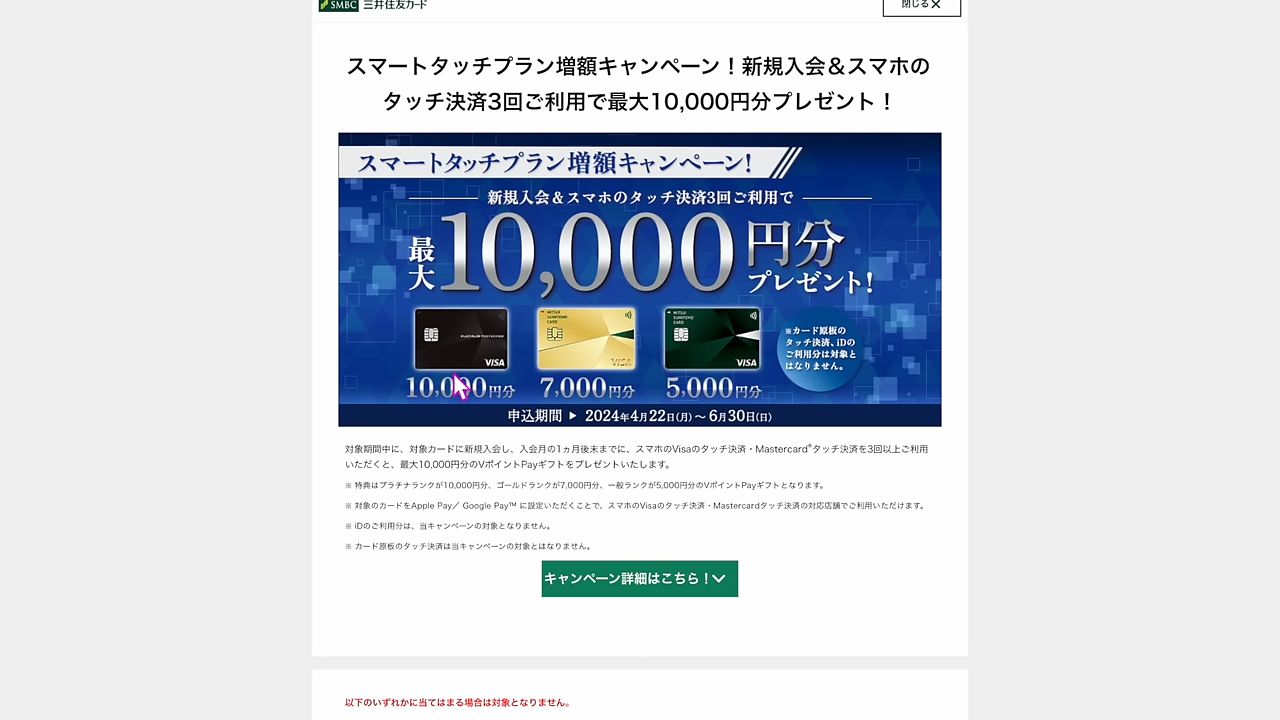 SMBC 三井住友カード
閉じる
スマートタッチプラン増額キャンペーン！新規入会＆スマホの
タッチ決済3回ご利用で最大10,000円分プレゼント！
スマートタッチプラン増額キャンペーン!
新規入会＆スマホのタッチ決済3回ご利用で
最大10,000円分
プレゼント!
PLATINUM PREFERRED
VISA
MITSUI
SUMITOMO
CARD
VISA
MITSUI
SUMITOMO
CARD
VISA
※カード原板の
タッチ決済、iDの
ご利用分は対象と
はなりません。
10,000円分 7,000円分 5,000円分
申込期間 ▶ 2024年4月22日(月)～6月30日(日)
対象期間中に、対象カードに新規入会し、入会月の1ヵ月後末までに、スマホのVisaのタッチ決済・Mastercard®タッチ決済を3回以上ご利用
いただくと、最大10,000円分のVポイントPayギフトをプレゼントいたします。
※ 特典はプラチナランクが10,000円分、ゴールドランクが7,000円分、一般ランクが5,000円分のVポイントPayギフトとなります。
※ 対象のカードをApple Pay／ Google Pay™ に設定いただくことで、スマホのVisaのタッチ決済・Mastercardタッチ決済の対応店舗でご利用いただけます。
※ iDのご利用分は、当キャンペーンの対象となりません。
※ カード原板のタッチ決済は当キャンペーンの対象とはなりません。
キャンペーン詳細はこちら！
以下のいずれかに当てはまる場合は対象となりません。